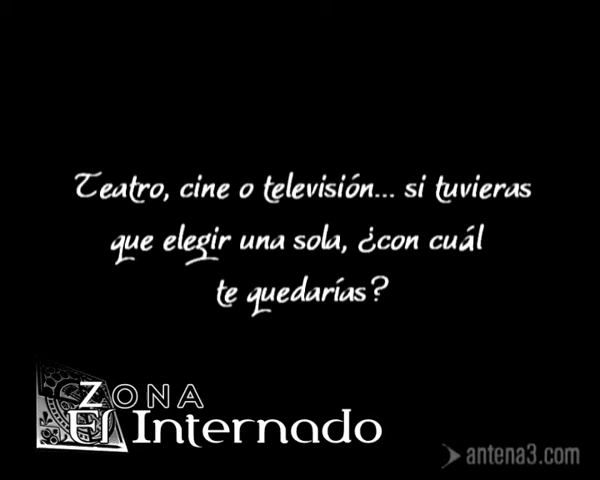 Teatro, cine o televisión... si tuvieras
que elegir una sola, ¿con cuál
te quedarías?
ZONA
El Internado
antena3.com